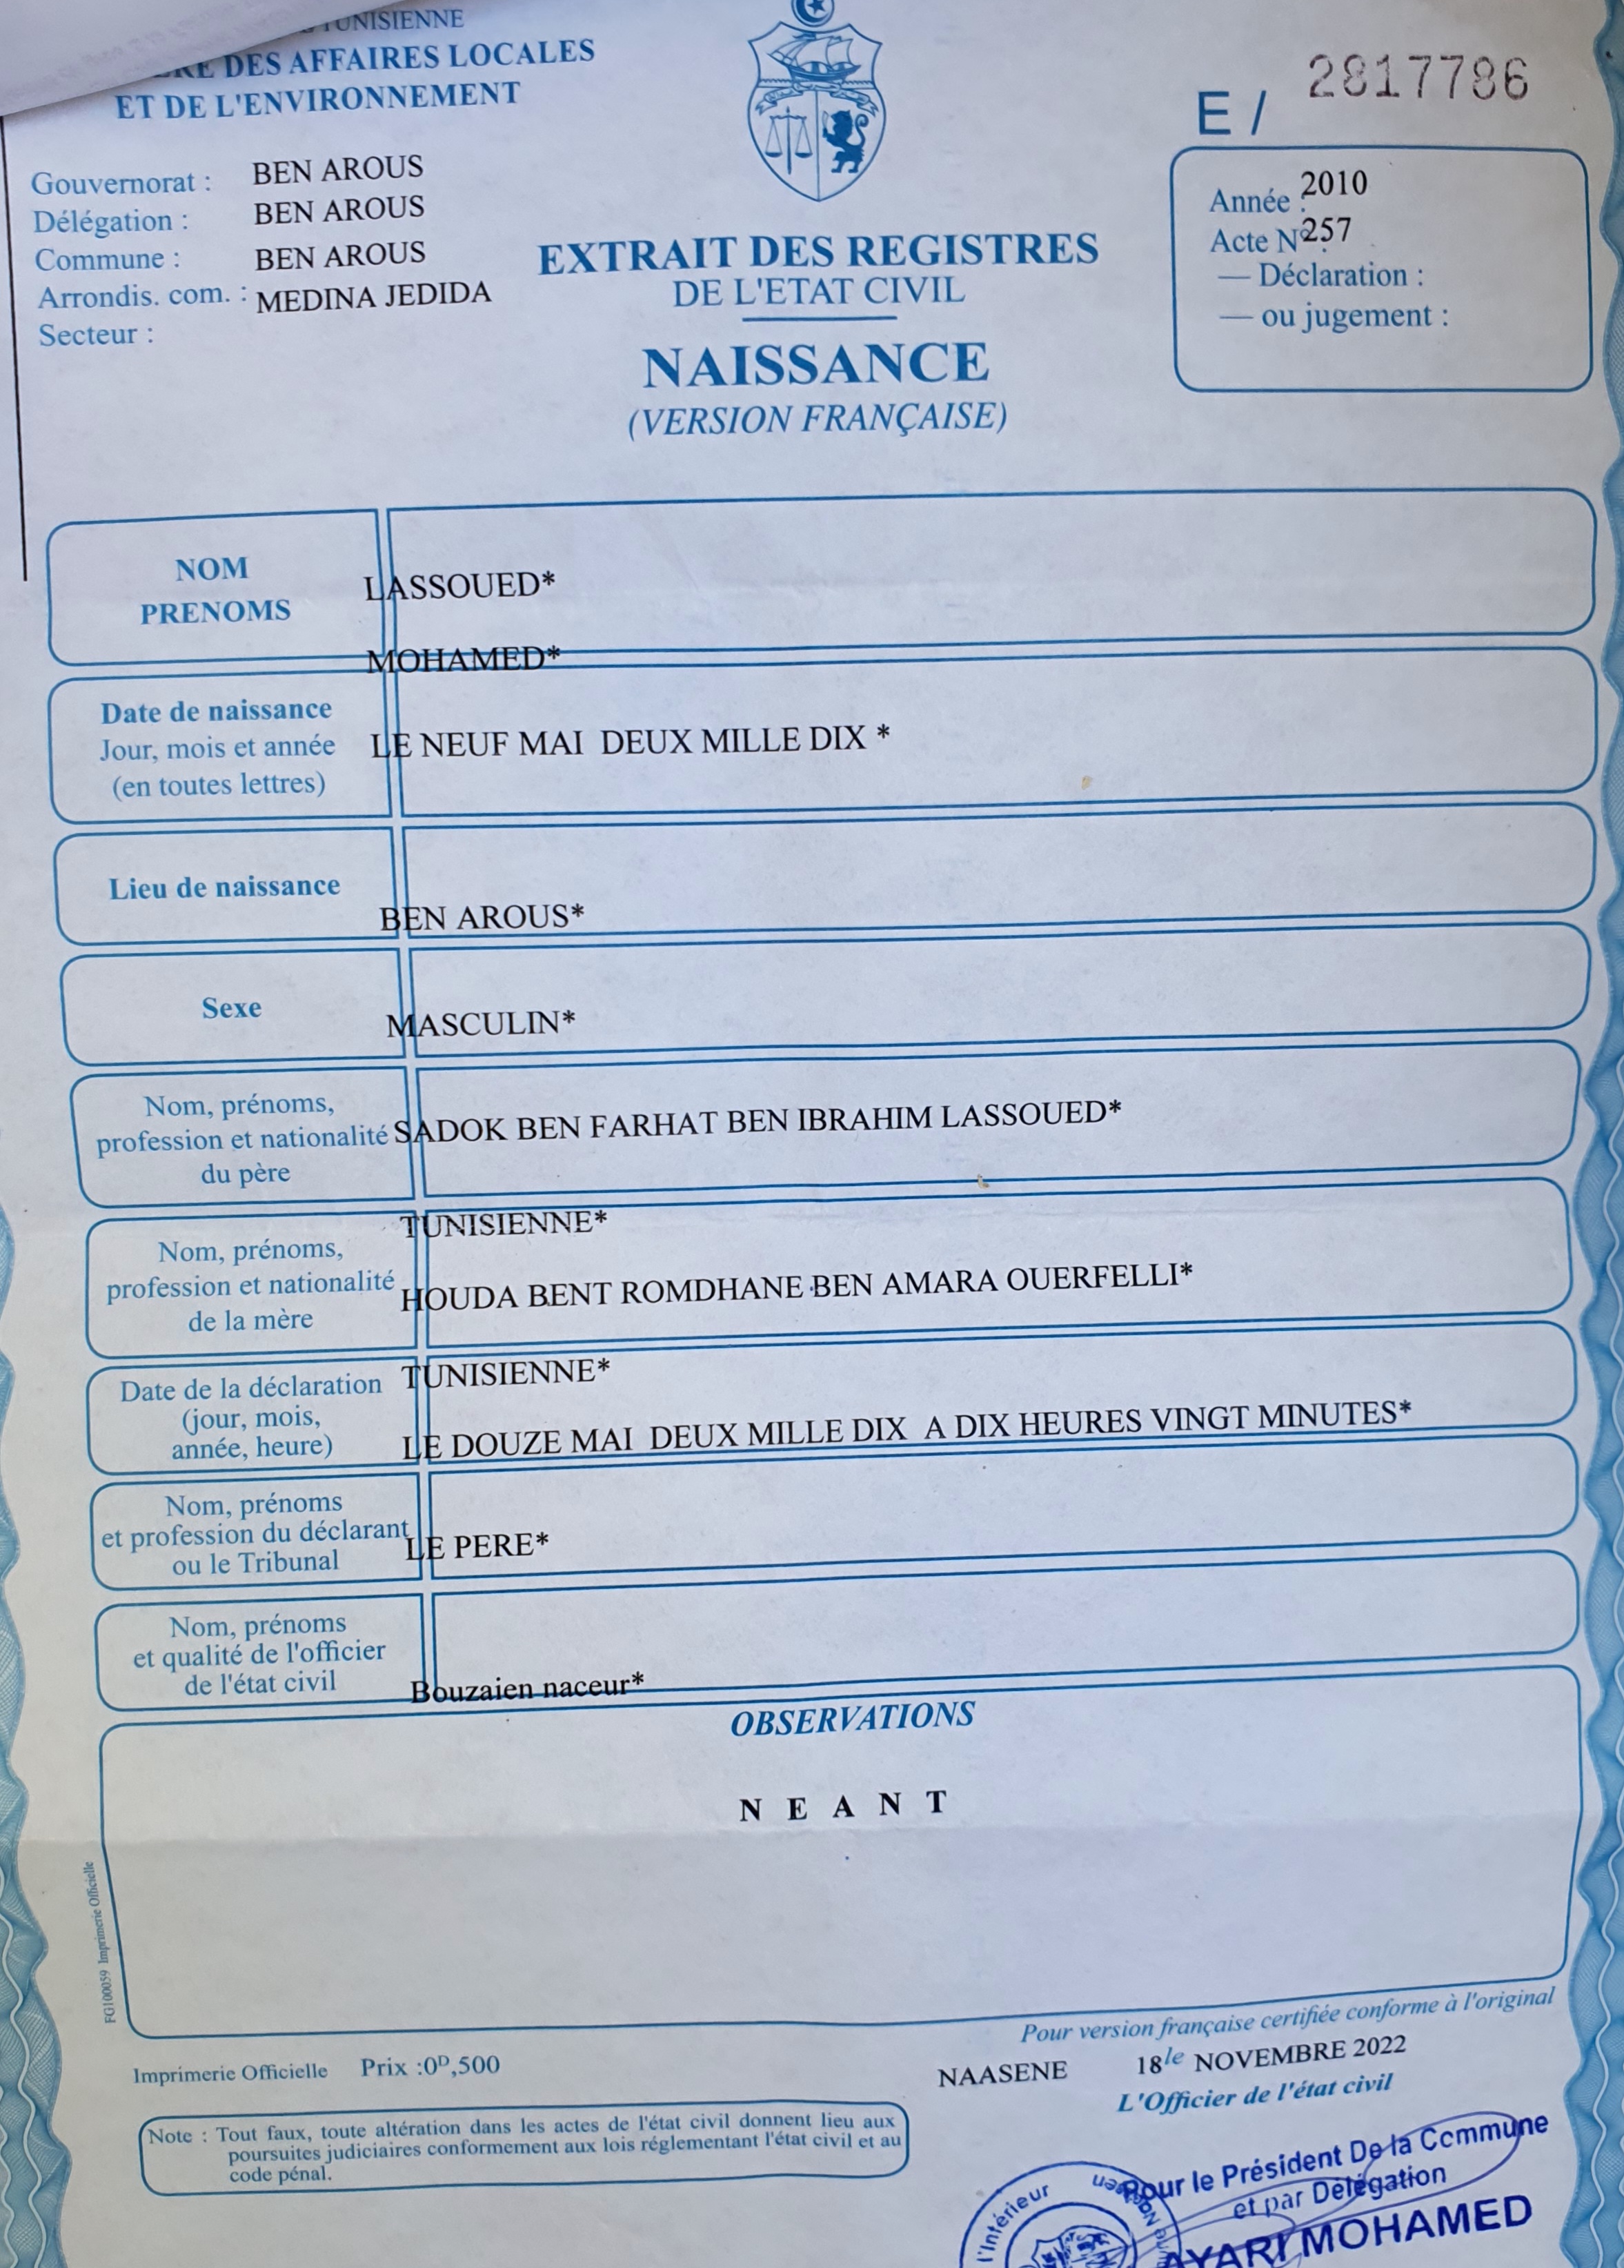 TUNISIENNE
DES AFFAIRES LOCALES
ET DE L'ENVIRONNEMENT
Gouvernorat : BEN AROUS
Délégation : BEN AROUS
Commune : BEN AROUS
Arrondis. com. : MEDINA JEDIDA
Secteur :
EXTRAIT DES REGISTRES
DE L'ETAT CIVIL
NAISSANCE
(VERSION FRANÇAISE)
E / 2817786
Année : 2010
Acte N° : 257
— Déclaration :
— ou jugement :
NOM
PRENOMS
LASSOUED*
MOHAMED*
Date de naissance
Jour, mois et année
(en toutes lettres)
LE NEUF MAI DEUX MILLE DIX *
Lieu de naissance
BEN AROUS*
Sexe
MASCULIN*
Nom, prénoms,
profession et nationalité
du père
SADOK BEN FARHAT BEN IBRAHIM LASSOUED*
TUNISIENNE*
Nom, prénoms,
profession et nationalité
de la mère
HOUDA BENT ROMDHANE BEN AMARA OUERFELLI*
TUNISIENNE*
Date de la déclaration
(jour, mois,
année, heure)
LE DOUZE MAI DEUX MILLE DIX A DIX HEURES VINGT MINUTES*
Nom, prénoms
et profession du déclarant
ou le Tribunal
LE PERE*
Nom, prénoms
et qualité de l'officier
de l'état civil
Bouzaien naceur*
OBSERVATIONS
N E A N T
FG100059 Imprimerie Officielle
Pour version française certifiée conforme à l'original
Imprimerie Officielle Prix :0ᴰ,500
NAASENE 18 le NOVEMBRE 2022
L'Officier de l'état civil
Note : Tout faux, toute altération dans les actes de l'état civil donnent lieu aux
poursuites judiciaires conformement aux lois réglementant l'état civil et au
code pénal.
Pour le Président De la Commune
et par Délégation
AYARI MOHAMED
l'Intérieur